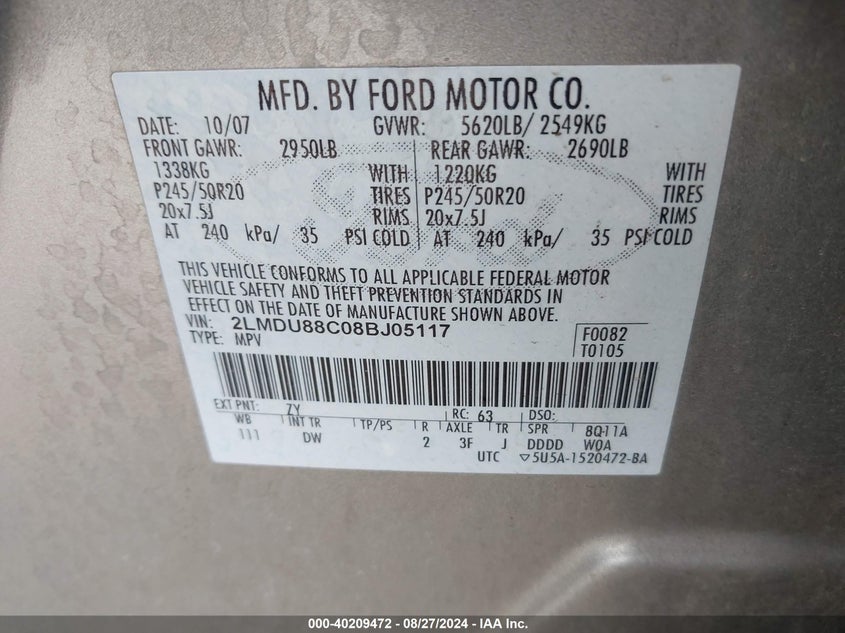 MFD. BY FORD MOTOR CO.
DATE: 10/07 GVWR: 5620LB/ 2549KG
FRONT GAWR: 2950LB REAR GAWR: 2690LB
1338KG WITH 1220KG WITH
P245/50R20 TIRES P245/50R20 TIRES
20x7.5J RIMS 20x7.5J RIMS
AT 240 kPa/ 35 PSI COLD AT 240 kPa/ 35 PSI COLD
Ford
THIS VEHICLE CONFORMS TO ALL APPLICABLE FEDERAL MOTOR
VEHICLE SAFETY AND THEFT PREVENTION STANDARDS IN
EFFECT ON THE DATE OF MANUFACTURE SHOWN ABOVE.
VIN: 2LMDU88C08BJ05117 F0082
TYPE: MPV T0105
EXT PNT: ZY RC: 63 DSO:
WB INT TR TP/PS R AXLE TR SPR 8Q11A
111 DW 2 3F J DDDD W0A
UTC ▽5U5A-1520472-BA
000-40209472 - 08/27/2024 - IAA Inc.